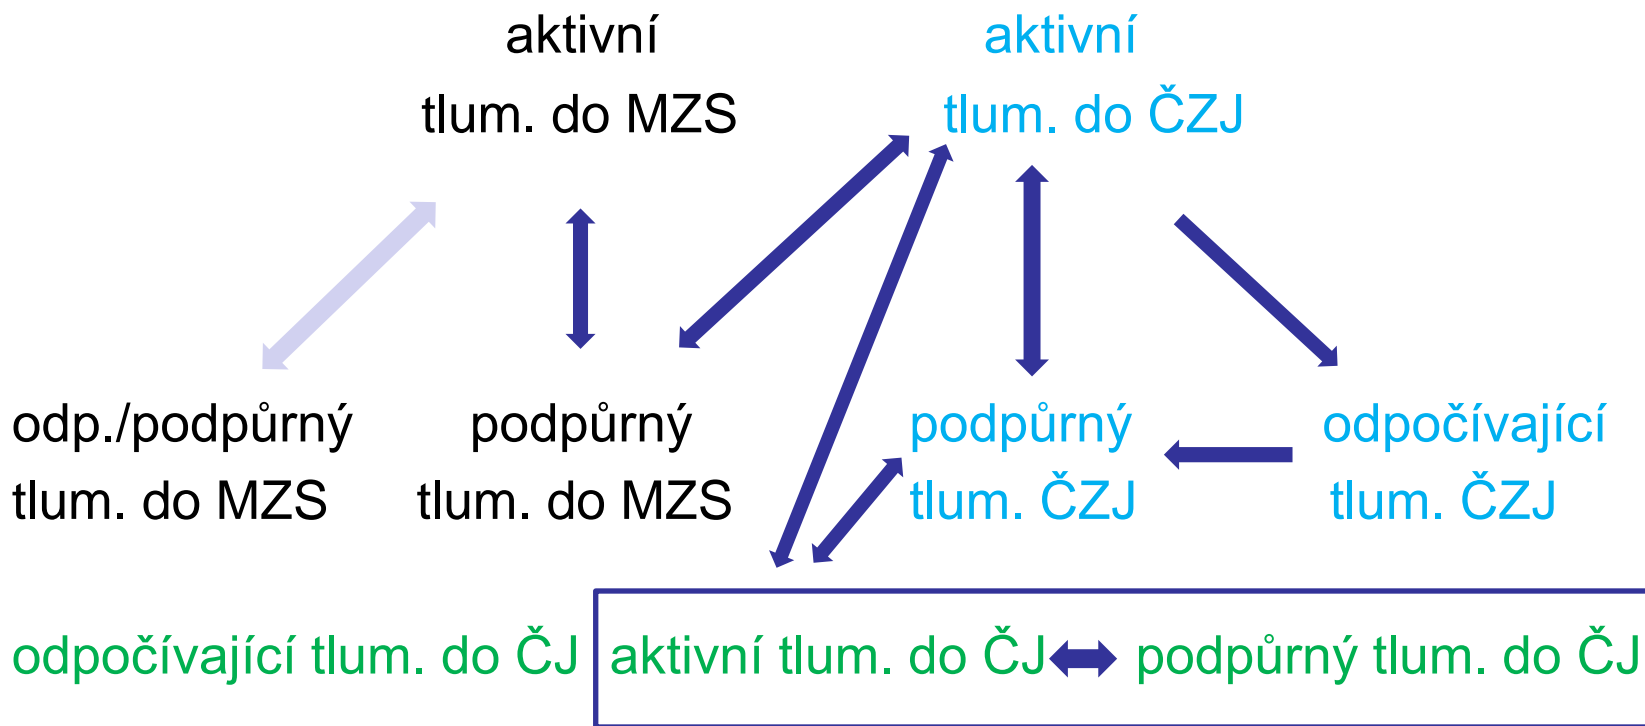 aktivní
tlum. do MZS
aktivní
tlum. do ČZJ
odp./podpůrný
tlum. do MZS
podpůrný
tlum. do MZS
podpůrný
tlum. ČZJ
odpočívající
tlum. ČZJ
odpočívající tlum. do ČJ
aktivní tlum. do ČJ
podpůrný tlum. do ČJ